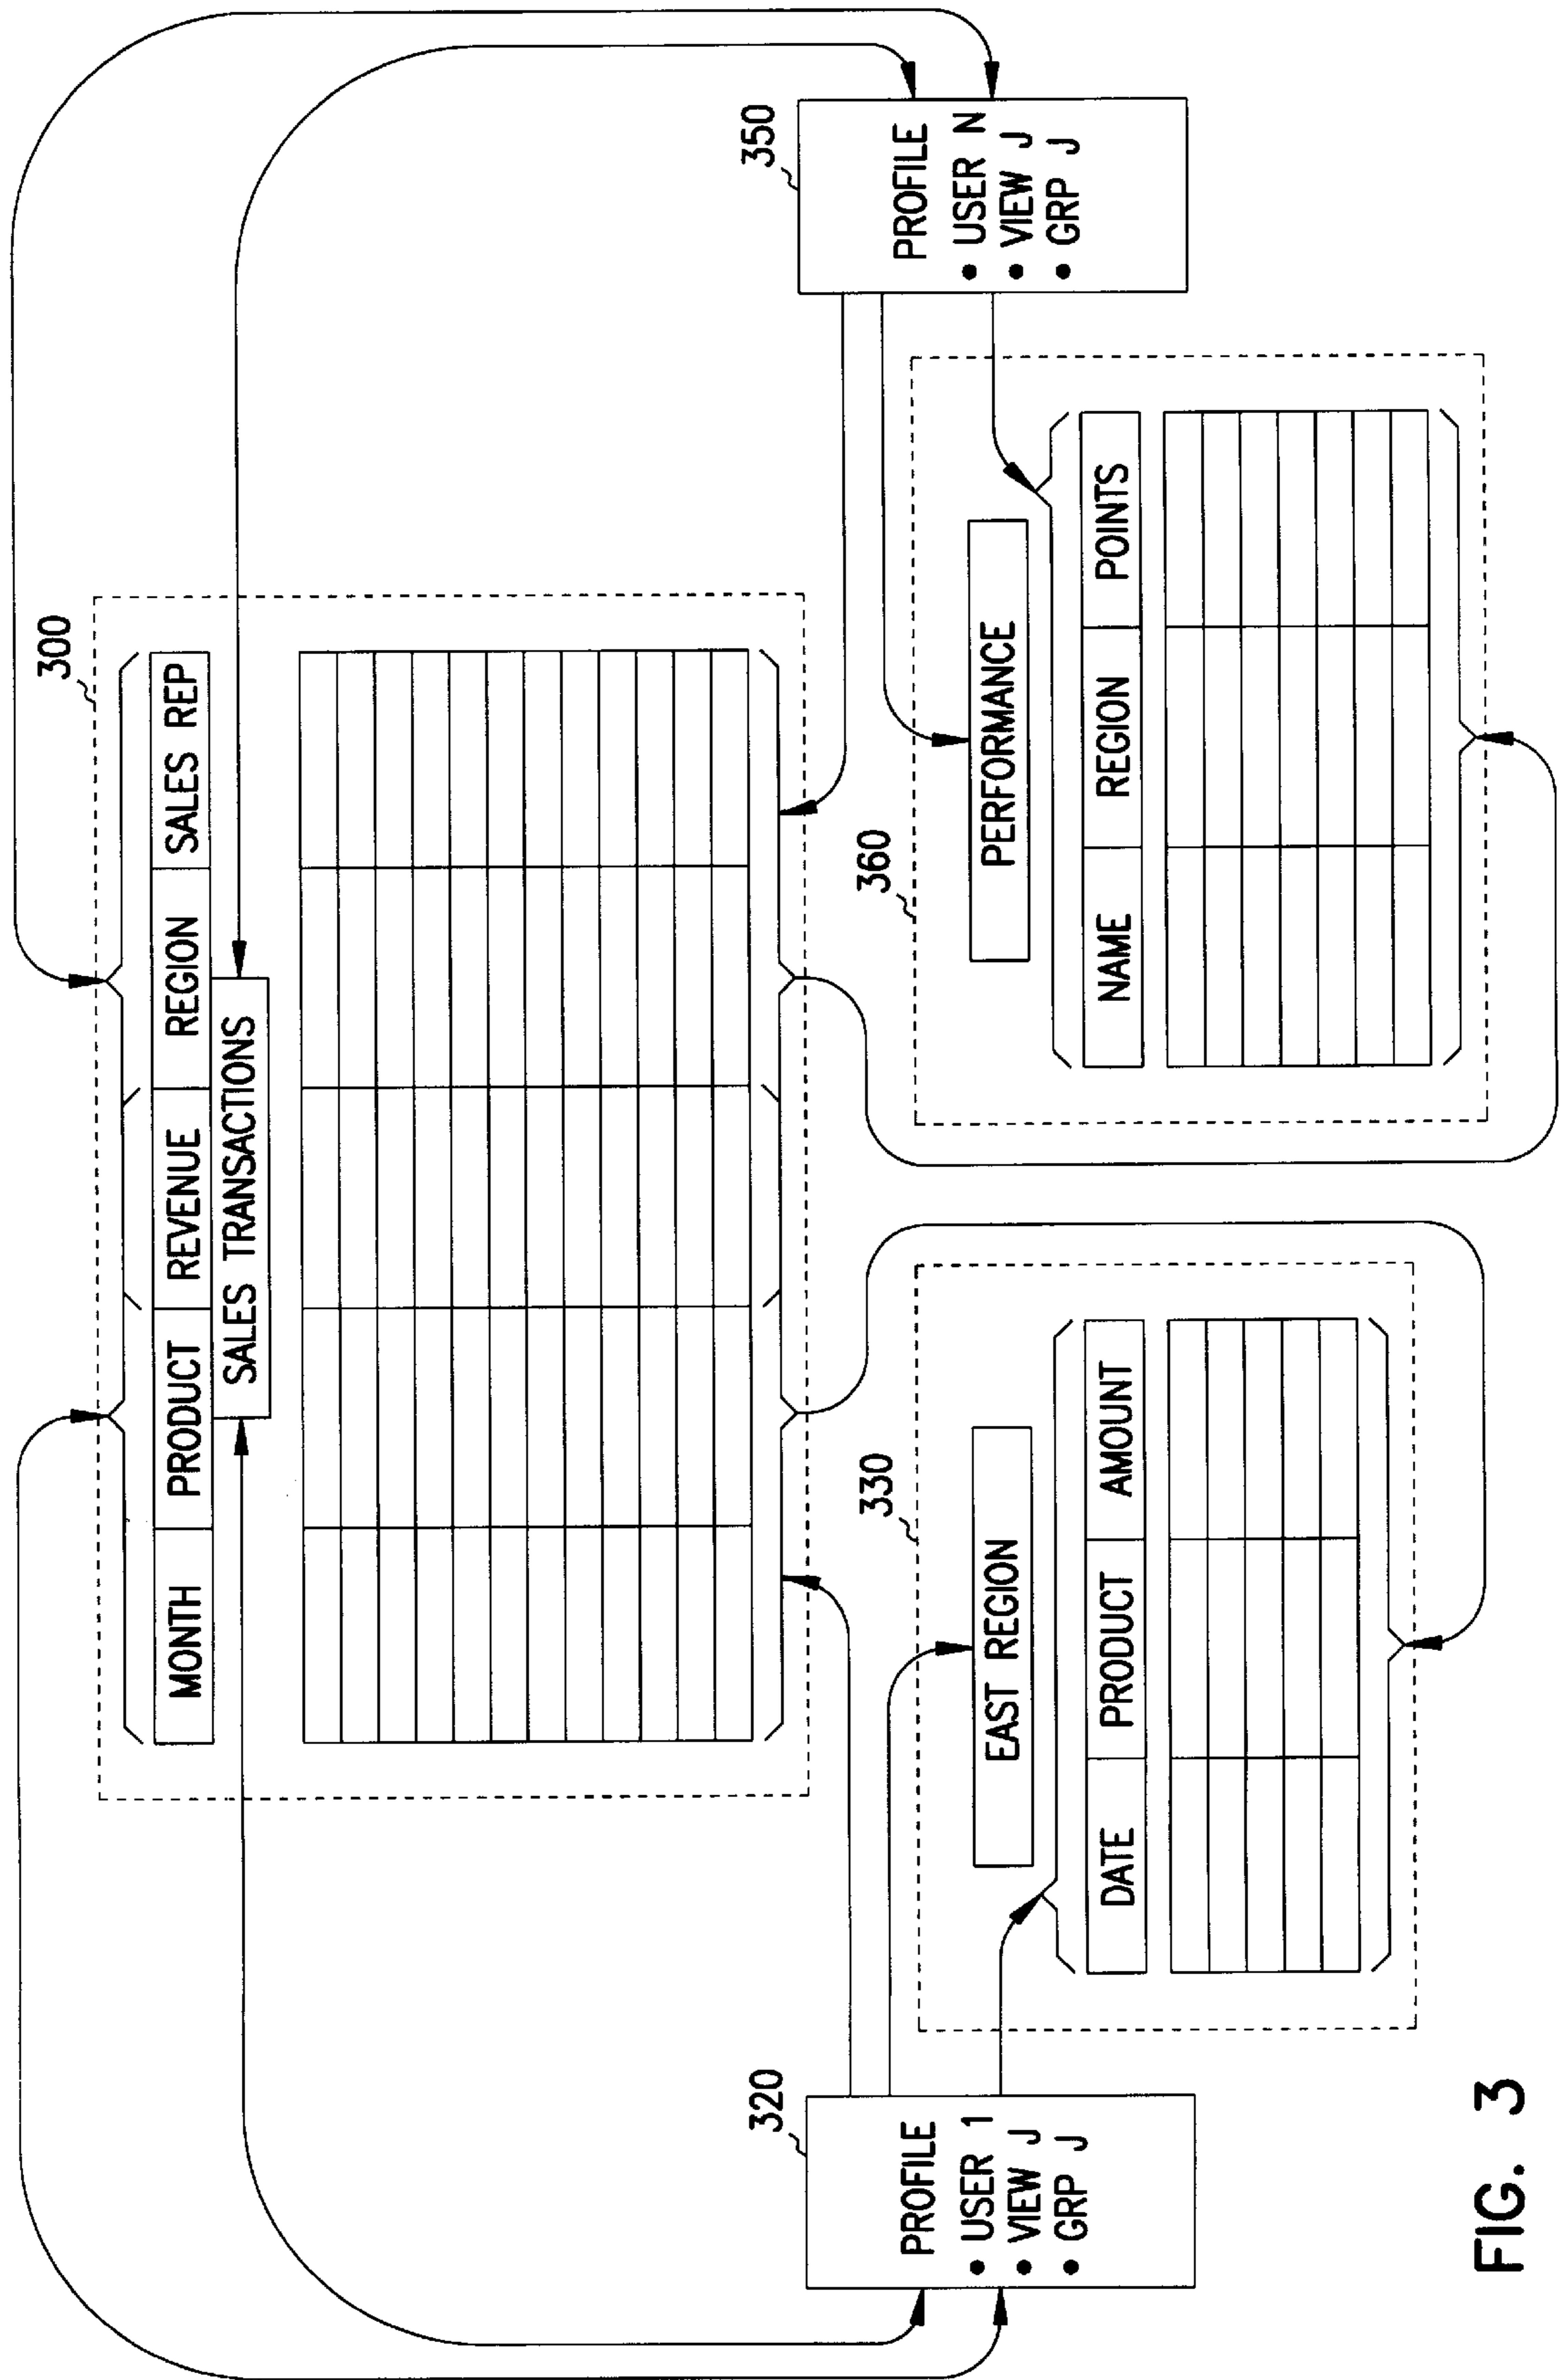 300
MONTH PRODUCT REVENUE REGION SALES REP
SALES TRANSACTIONS
320
PROFILE
• USER 1
• VIEW J
• GRP J
330
EAST REGION
DATE PRODUCT AMOUNT
360
PERFORMANCE
NAME REGION POINTS
350
PROFILE
• USER N
• VIEW J
• GRP J
FIG. 3